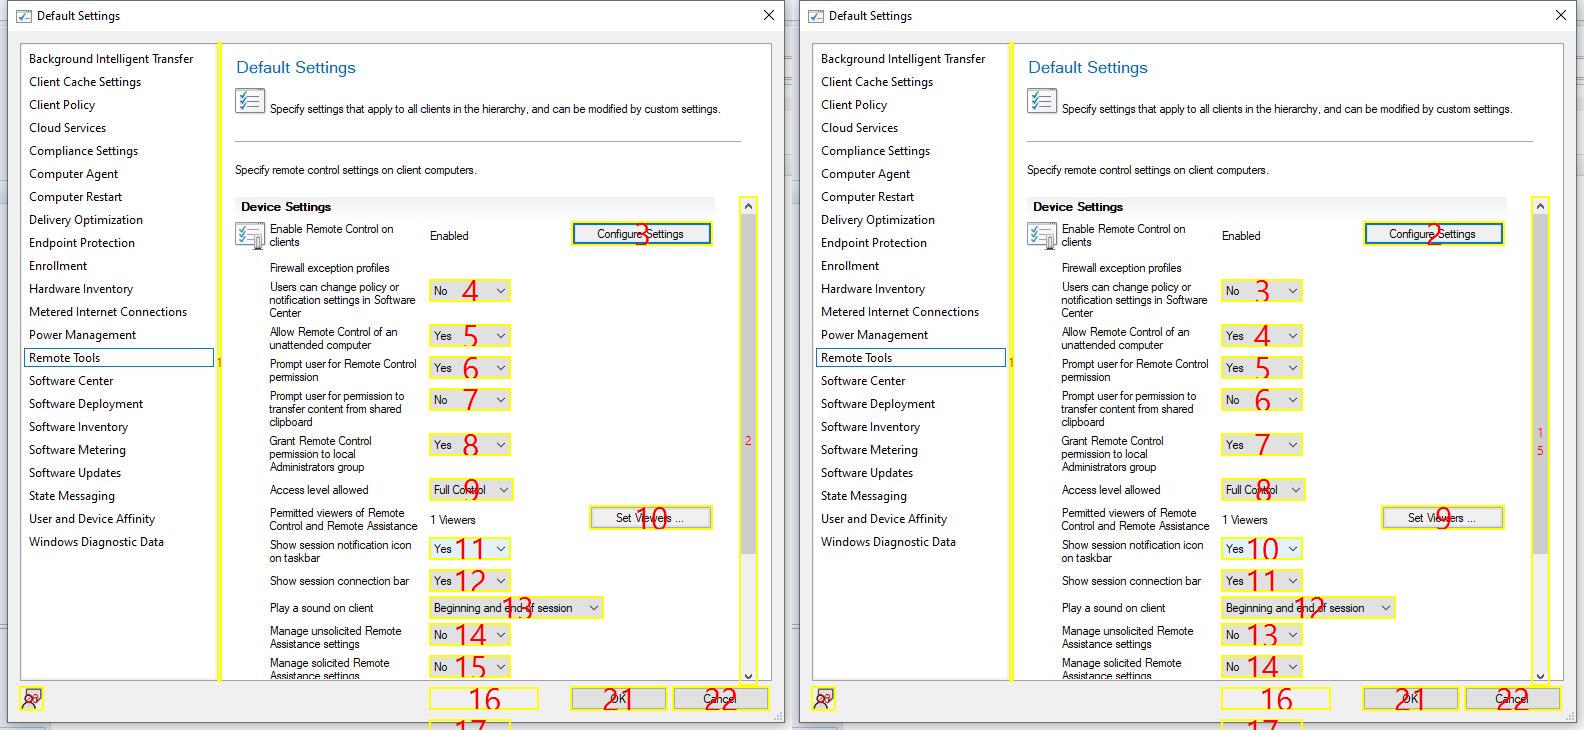 Default Settings
Background Intelligent Transfer
Client Cache Settings
Client Policy
Cloud Services
Compliance Settings
Computer Agent
Computer Restart
Delivery Optimization
Endpoint Protection
Enrollment
Hardware Inventory
Metered Internet Connections
Power Management
Remote Tools
Software Center
Software Deployment
Software Inventory
Software Metering
Software Updates
State Messaging
User and Device Affinity
Windows Diagnostic Data
1
Default Settings
Specify settings that apply to all clients in the hierarchy, and can be modified by custom settings.
Specify remote control settings on client computers.
Device Settings
Enable Remote Control on
clients
Enabled
Configure Settings
3
Firewall exception profiles
Users can change policy or
notification settings in Software
Center
No
4
Allow Remote Control of an
unattended computer
Yes
5
Prompt user for Remote Control
permission
Yes
6
Prompt user for permission to
transfer content from shared
clipboard
No
7
Grant Remote Control
permission to local
Administrators group
Yes
8
2
Access level allowed
Full Control
9
Permitted viewers of Remote
Control and Remote Assistance
1 Viewers
Set Viewers ...
10
Show session notification icon
on taskbar
Yes
11
Show session connection bar
Yes
12
Play a sound on client
Beginning and end of session
13
Manage unsolicited Remote
Assistance settings
No
14
Manage solicited Remote
Assistance settings
No
15
16
OK
21
Cancel
22
17
Default Settings
Background Intelligent Transfer
Client Cache Settings
Client Policy
Cloud Services
Compliance Settings
Computer Agent
Computer Restart
Delivery Optimization
Endpoint Protection
Enrollment
Hardware Inventory
Metered Internet Connections
Power Management
Remote Tools
Software Center
Software Deployment
Software Inventory
Software Metering
Software Updates
State Messaging
User and Device Affinity
Windows Diagnostic Data
1
Default Settings
Specify settings that apply to all clients in the hierarchy, and can be modified by custom settings.
Specify remote control settings on client computers.
Device Settings
Enable Remote Control on
clients
Enabled
Configure Settings
2
Firewall exception profiles
Users can change policy or
notification settings in Software
Center
No
3
Allow Remote Control of an
unattended computer
Yes
4
Prompt user for Remote Control
permission
Yes
5
Prompt user for permission to
transfer content from shared
clipboard
No
6
Grant Remote Control
permission to local
Administrators group
Yes
7
1
5
Access level allowed
Full Control
8
Permitted viewers of Remote
Control and Remote Assistance
1 Viewers
Set Viewers ...
9
Show session notification icon
on taskbar
Yes
10
Show session connection bar
Yes
11
Play a sound on client
Beginning and end of session
12
Manage unsolicited Remote
Assistance settings
No
13
Manage solicited Remote
Assistance settings
No
14
16
OK
21
Cancel
22
17